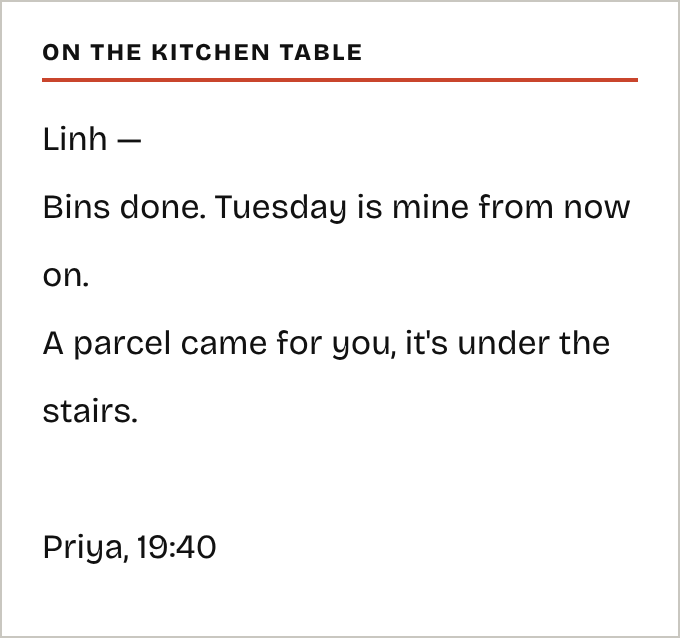 ON THE KITCHEN TABLE
Linh —
Bins done. Tuesday is mine from now
on.
A parcel came for you, it's under the
stairs.
Priya, 19:40